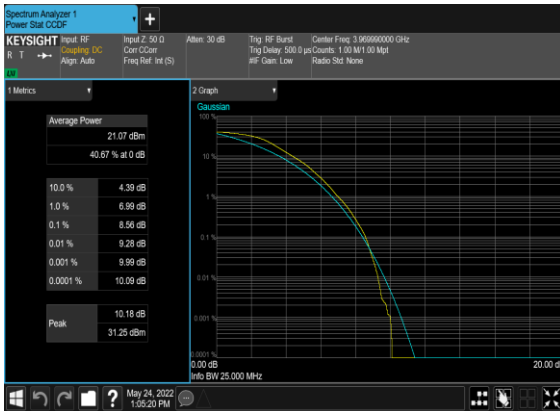 Spectrum Analyzer 1
Power Stat CCDF
+
KEYSIGHT
R T
LXI
Input: RF
Coupling: DC
Align: Auto
Input Z: 50 Ω
Corr CCorr
Freq Ref: Int (S)
Atten: 30 dB
Trig: RF Burst
Trig Delay: 500.0 µs
#IF Gain: Low
Center Freq: 3.969990000 GHz
Counts: 1.00 M/1.00 Mpt
Radio Std: None
1 Metrics
Average Power
21.07 dBm
40.67 % at 0 dB
10.0 % 4.39 dB
1.0 % 6.99 dB
0.1 % 8.56 dB
0.01 % 9.28 dB
0.001 % 9.99 dB
0.0001 % 10.09 dB
Peak
10.18 dB
31.25 dBm
2 Graph
Gaussian
100 %
10 %
1 %
0.1 %
0.01 %
0.001 %
0.0001 %
0.00 dB
20.00 d
Info BW 25.000 MHz
?
May 24, 2022
1:05:20 PM